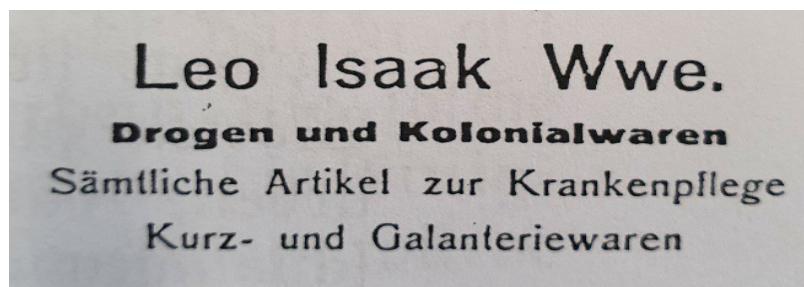 Leo Isaak Wwe.
Drogen und Kolonialwaren
Sämtliche Artikel zur Krankenpflege
Kurz- und Galanteriewaren